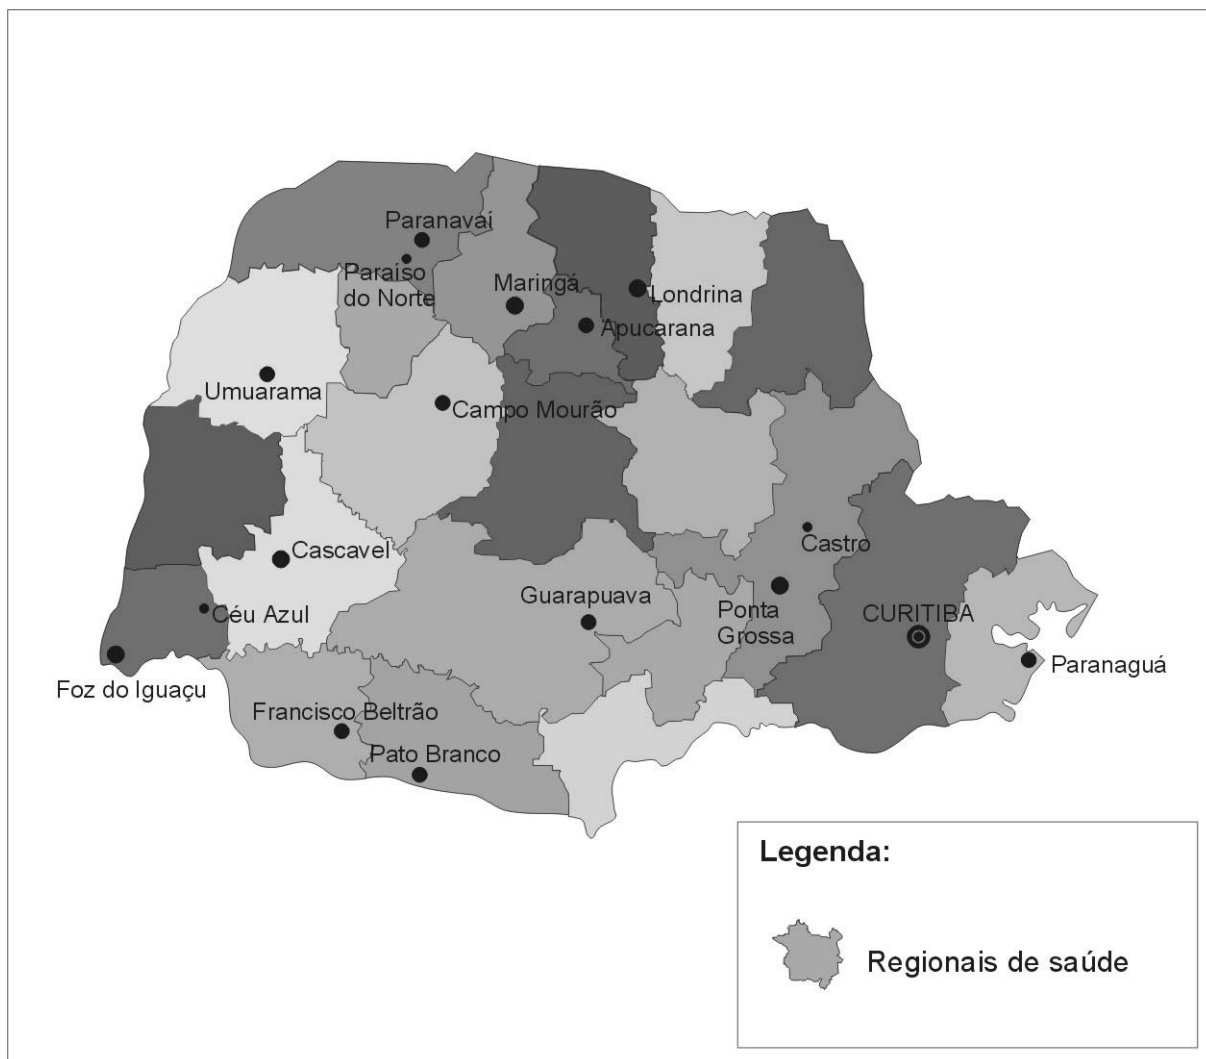 Paranavaí
Paraíso
do Norte
Maringá
Londrina
Apucarana
Umuarama
Campo Mourão
Cascavel
Castro
Céu Azul
Guarapuava
Ponta
Grossa
CURITIBA
Paranaguá
Foz do Iguaçu
Francisco Beltrão
Pato Branco
Legenda:
Regionais de saúde